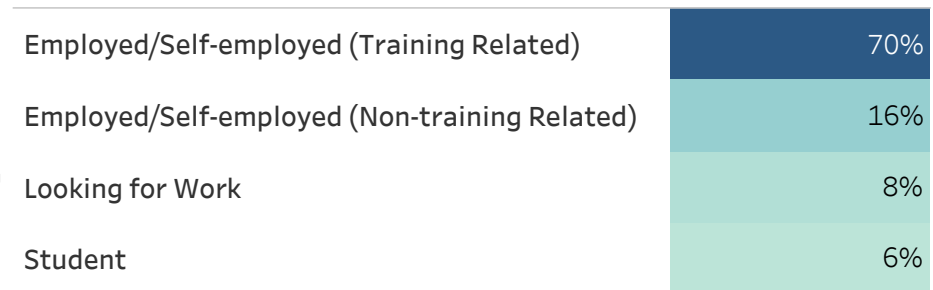 Employed/Self-employed (Training Related) 70%
Employed/Self-employed (Non-training Related) 16%
Looking for Work 8%
Student 6%